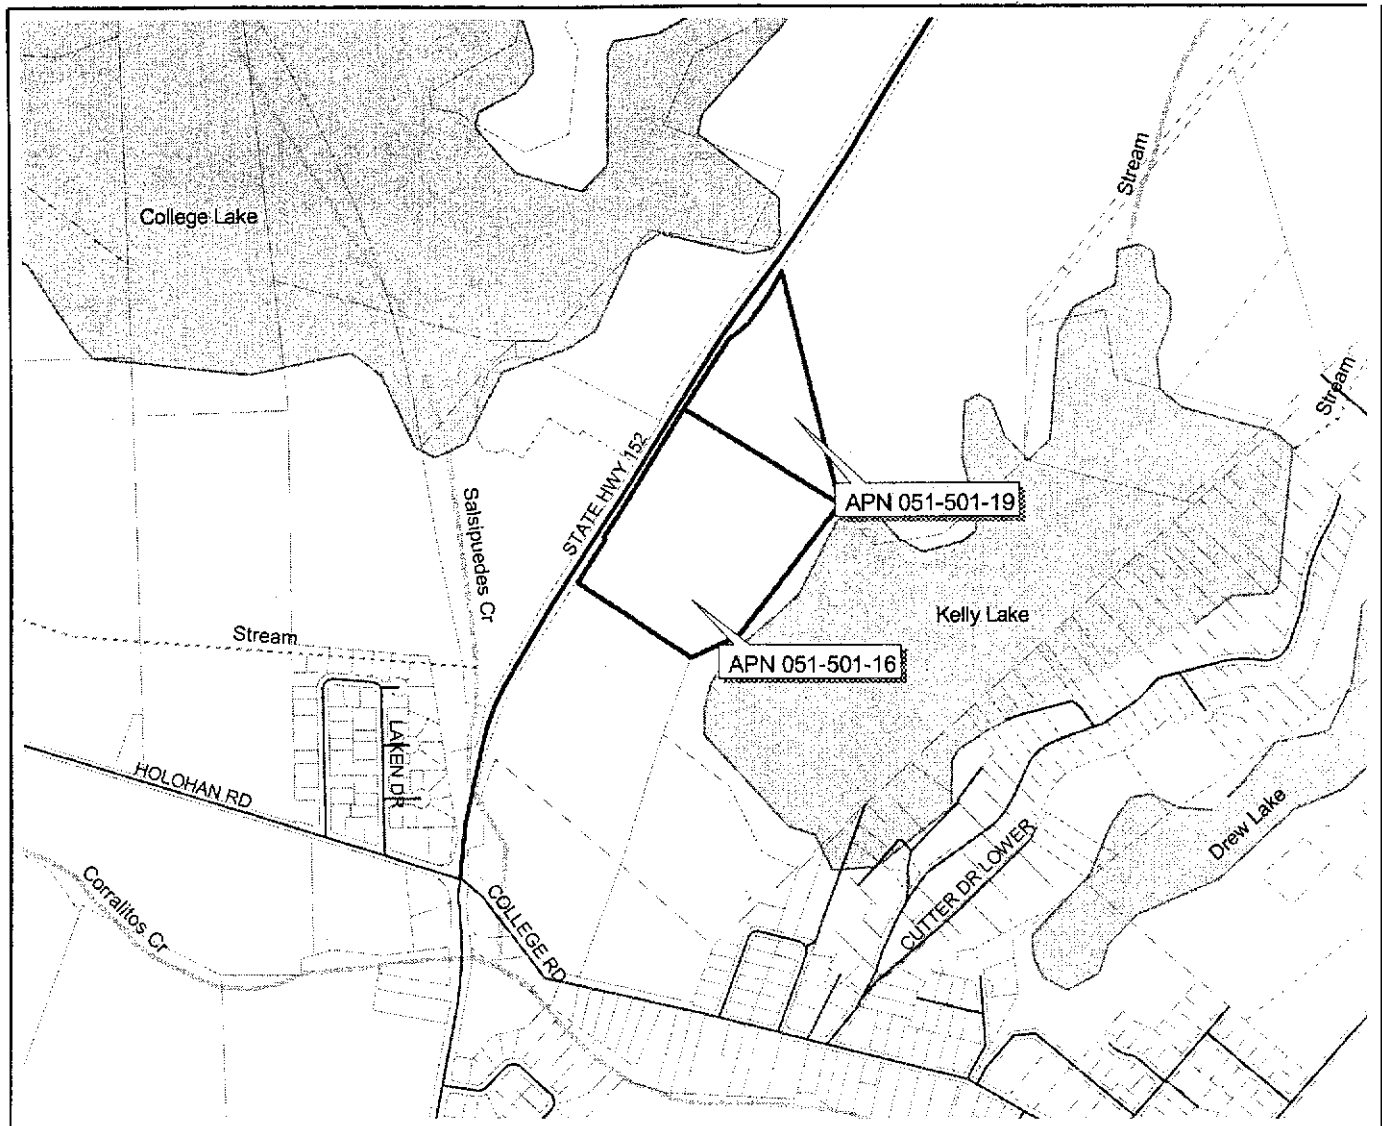 College Lake
Stream
Stream
STATE HWY 152
Salsipuedes Cr
APN 051-501-19
Kelly Lake
Stream
APN 051-501-16
LAKEN DR
HOLOHAN RD
Drew Lake
CUTTER DR LOWER
Corralitos Cr
COLLEGE RD